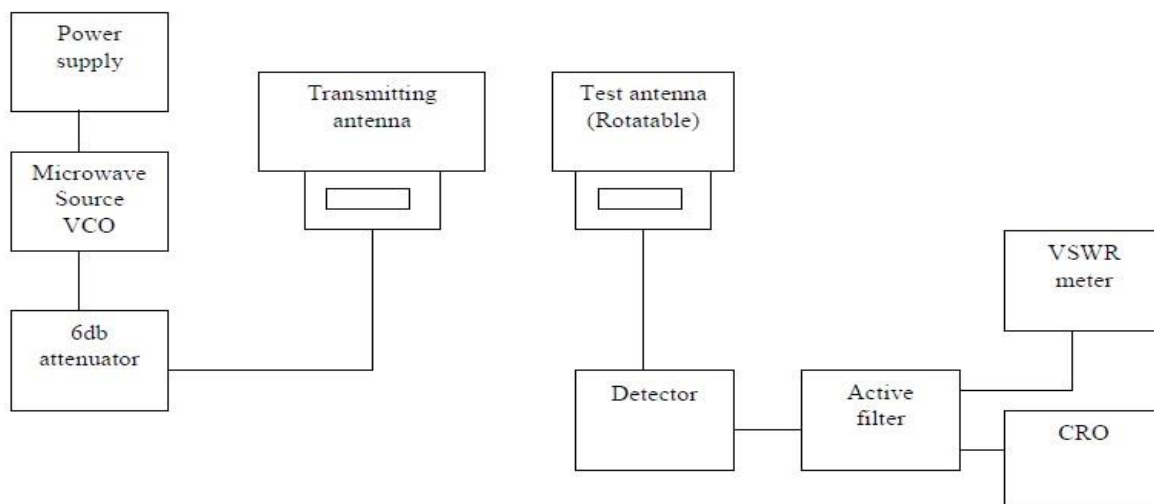 Power
supply
Transmitting
antenna
Test antenna
(Rotatable)
Microwave
Source
VCO
VSWR
meter
6db
attenuator
Detector
Active
filter
CRO